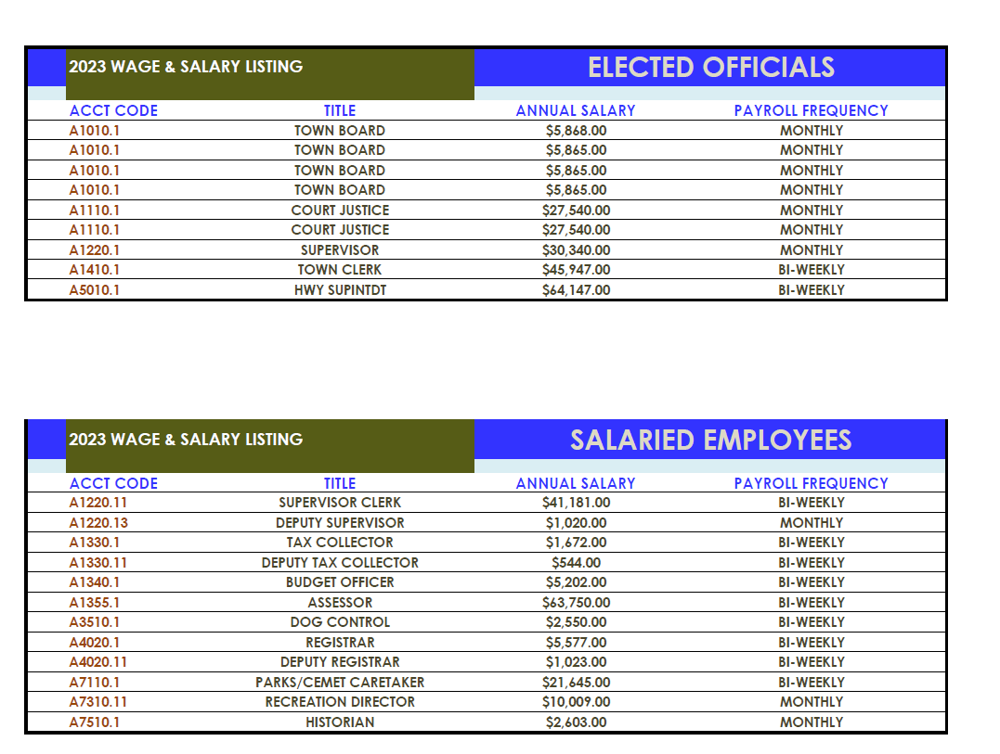 2023 WAGE & SALARY LISTING ELECTED OFFICIALS
ACCT CODE TITLE ANNUAL SALARY PAYROLL FREQUENCY
A1010.1 TOWN BOARD $5,868.00 MONTHLY
A1010.1 TOWN BOARD $5,865.00 MONTHLY
A1010.1 TOWN BOARD $5,865.00 MONTHLY
A1010.1 TOWN BOARD $5,865.00 MONTHLY
A1110.1 COURT JUSTICE $27,540.00 MONTHLY
A1110.1 COURT JUSTICE $27,540.00 MONTHLY
A1220.1 SUPERVISOR $30,340.00 MONTHLY
A1410.1 TOWN CLERK $45,947.00 BI-WEEKLY
A5010.1 HWY SUPINTDT $64,147.00 BI-WEEKLY
2023 WAGE & SALARY LISTING SALARIED EMPLOYEES
ACCT CODE TITLE ANNUAL SALARY PAYROLL FREQUENCY
A1220.11 SUPERVISOR CLERK $41,181.00 BI-WEEKLY
A1220.13 DEPUTY SUPERVISOR $1,020.00 MONTHLY
A1330.1 TAX COLLECTOR $1,672.00 BI-WEEKLY
A1330.11 DEPUTY TAX COLLECTOR $544.00 BI-WEEKLY
A1340.1 BUDGET OFFICER $5,202.00 BI-WEEKLY
A1355.1 ASSESSOR $63,750.00 BI-WEEKLY
A3510.1 DOG CONTROL $2,550.00 BI-WEEKLY
A4020.1 REGISTRAR $5,577.00 BI-WEEKLY
A4020.11 DEPUTY REGISTRAR $1,023.00 BI-WEEKLY
A7110.1 PARKS/CEMET CARETAKER $21,645.00 BI-WEEKLY
A7310.11 RECREATION DIRECTOR $10,009.00 MONTHLY
A7510.1 HISTORIAN $2,603.00 MONTHLY